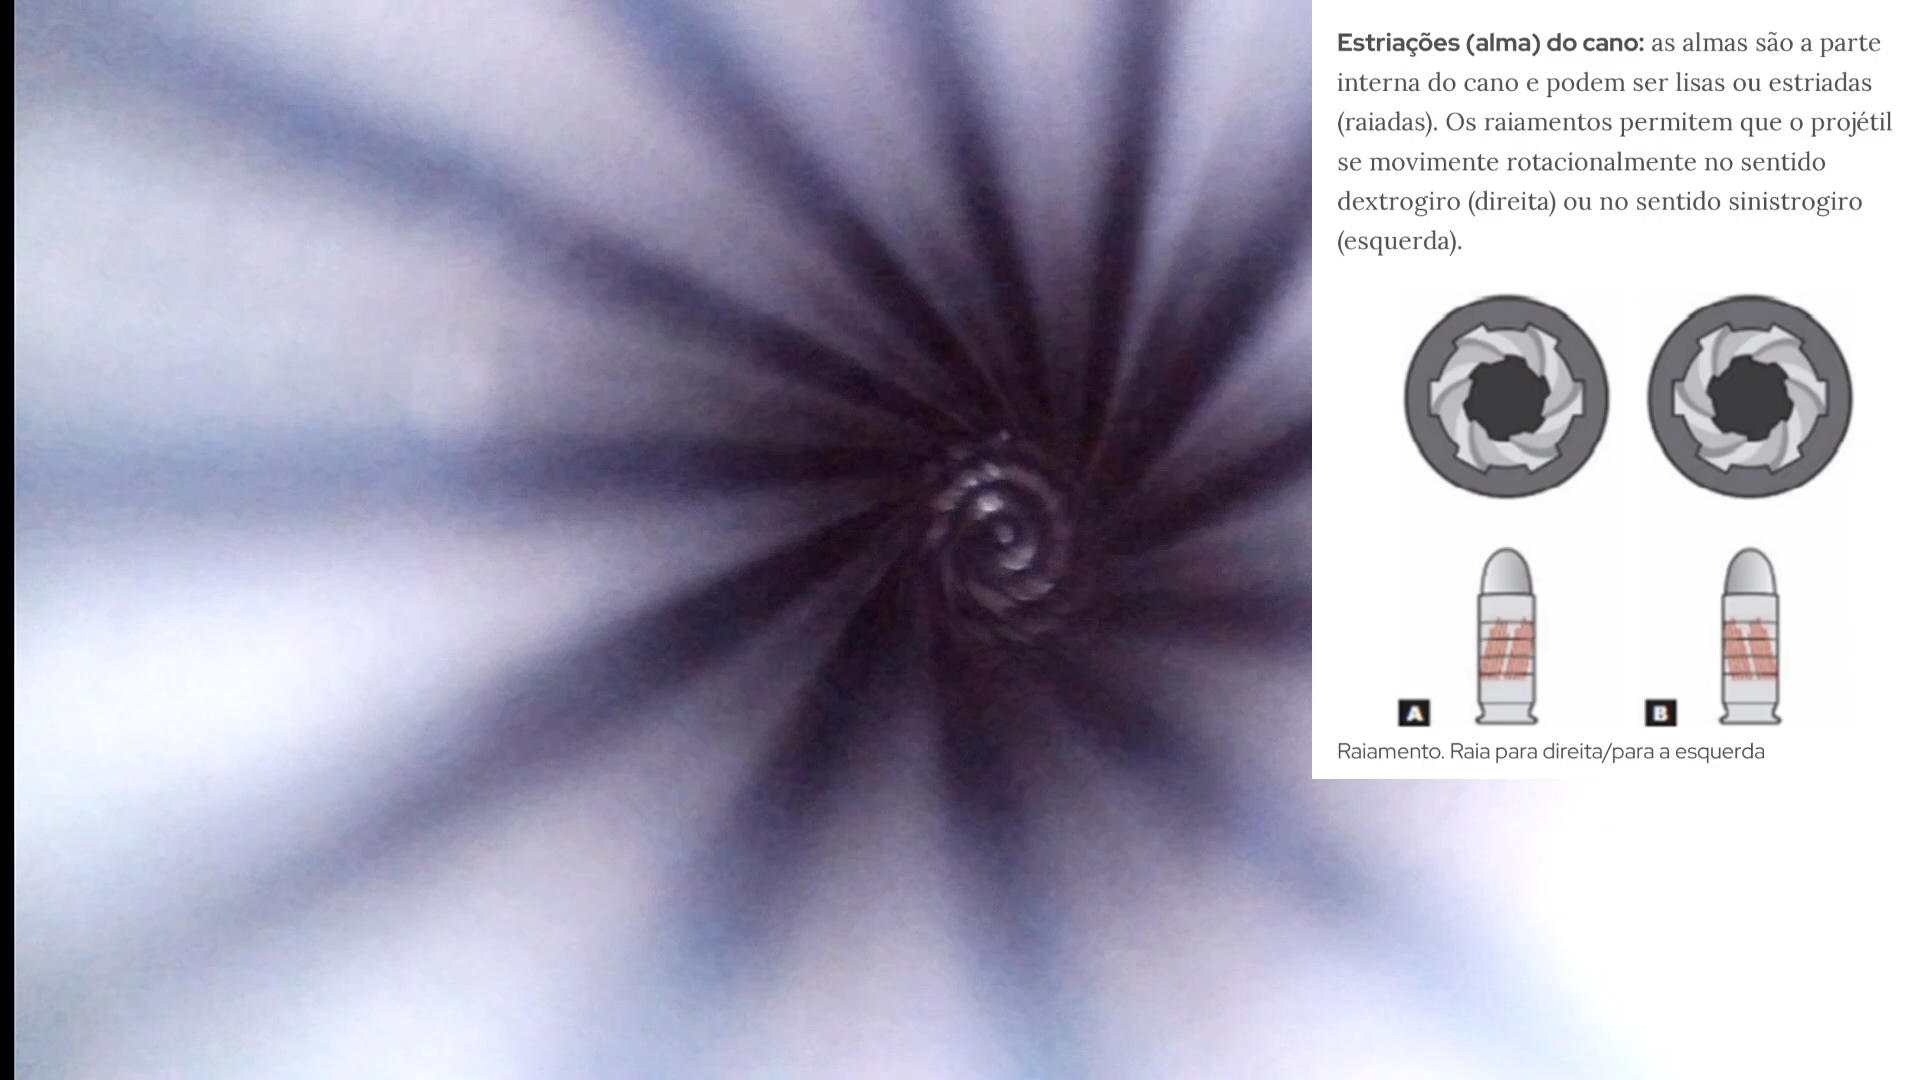 Estriações (alma) do cano: as almas são a parte
interna do cano e podem ser lisas ou estriadas
(raiadas). Os raiamentos permitem que o projétil
se movimente rotacionalmente no sentido
dextrogiro (direita) ou no sentido sinistrogiro
(esquerda).
A
B
Raiamento. Raia para direita/para a esquerda